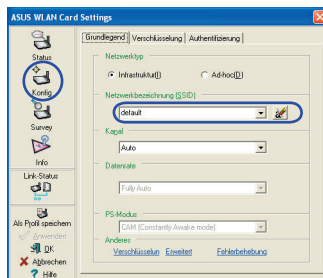 ASUS WLAN Card Settings
Status
Konfig
Survey
Info
Link-Status
Als Profil speichern
Anwenden
OK
Abbrechen
Hilfe
Grundlegend
Verschlüsselung
Authentifizierung
Netzwerktyp
Infrastruktur(I)
Ad-hoc(D)
Netzwerkbezeichnung (SSID)
default
Kanal
Auto
Datenrate
Fully Auto
PS-Modus
CAM (Constantly Awake mode)
Anderes
Verschlüsselun
Erweitert
Fehlerbehebung